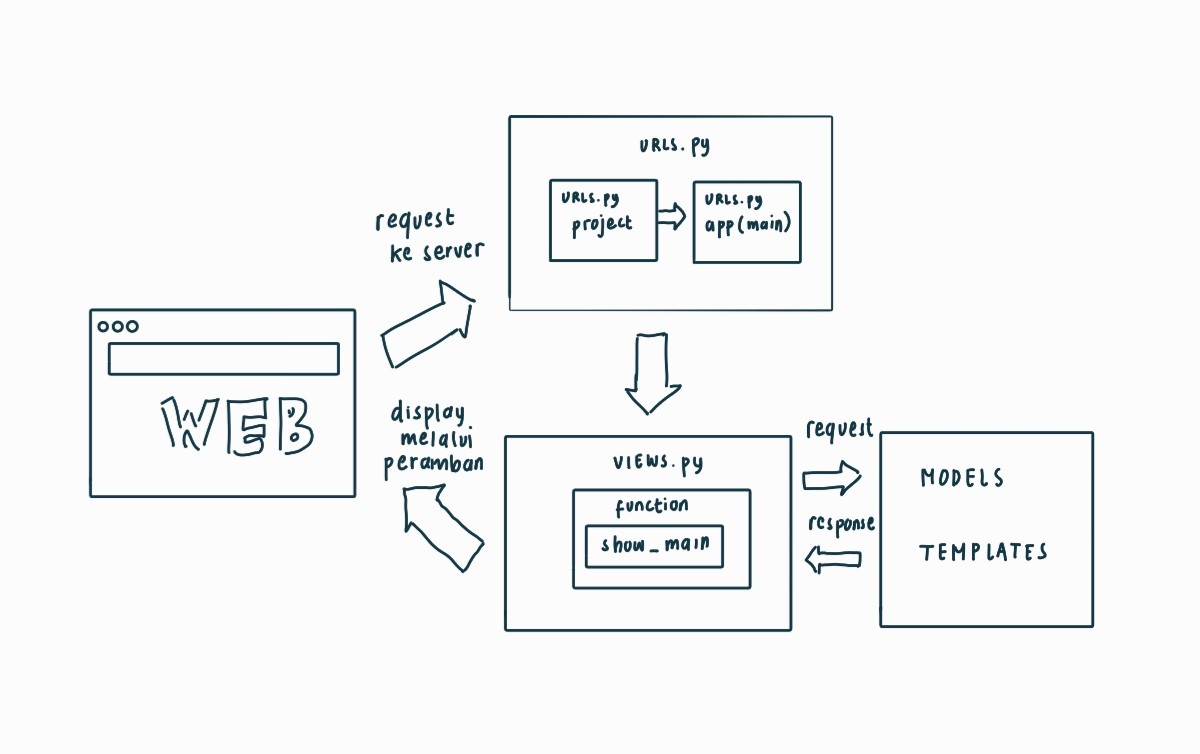 URLS.py
URLS.py
project
URLS.py
app(main)
request
ke server
WEB
display
melalui
peramban
VIEWS.py
function
show_main
request
response
MODELS
TEMPLATES